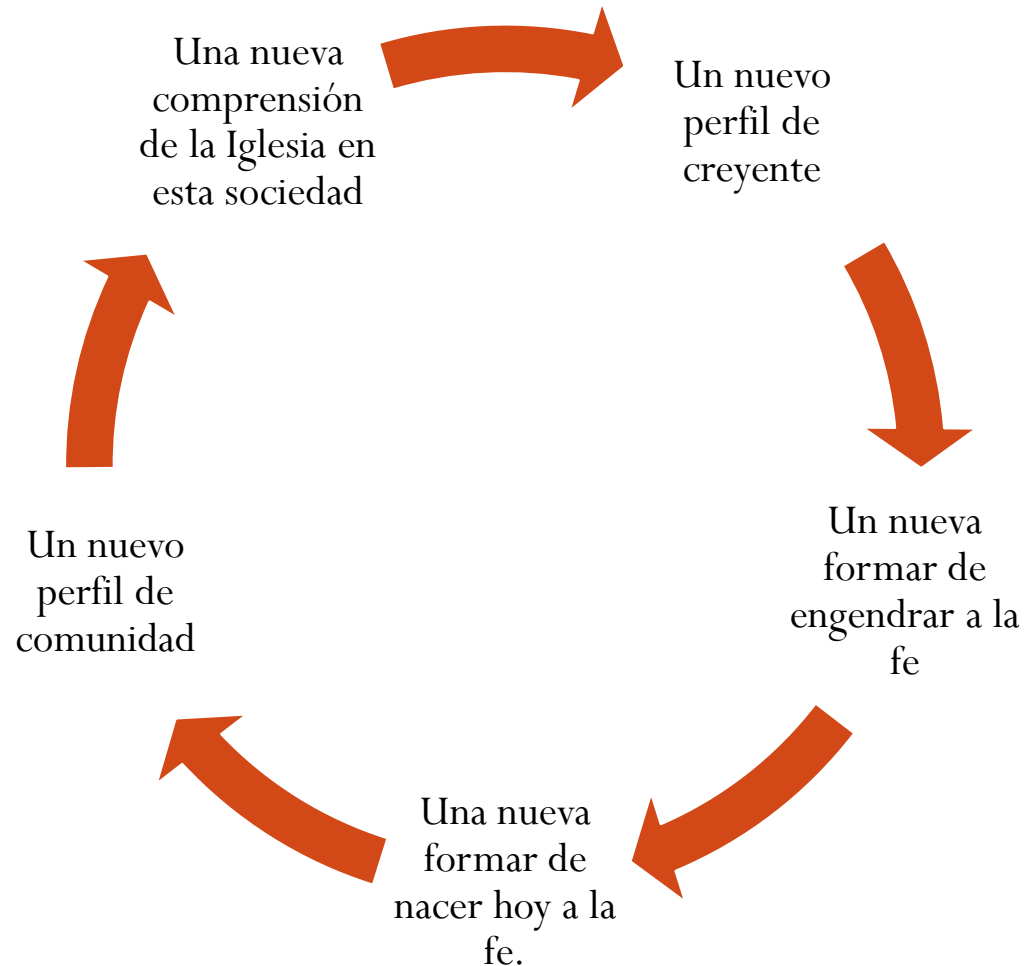 Una nueva
comprensión
de la Iglesia en
esta sociedad
Un nuevo
perfil de
creyente
Un nueva
formar de
engendrar a la
fe
Una nueva
formar de
nacer hoy a la
fe.
Un nuevo
perfil de
comunidad